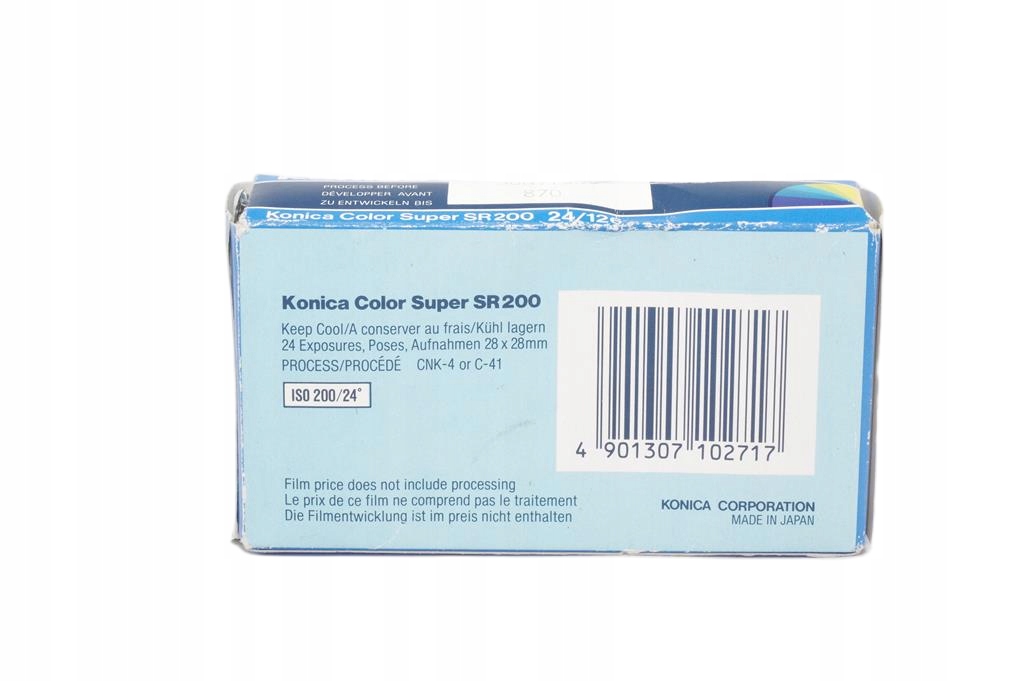 PROCESS BEFORE
DÉVELOPPER AVANT
ZU ENTWICKELN BIS
870
Konica Color Super SR200 24/126
Konica Color Super SR200
Keep Cool/A conserver au frais/Kühl lagern
24 Exposures, Poses, Aufnahmen 28 x 28mm
PROCESS/PROCÉDÉ CNK-4 or C-41
ISO 200/24°
4 901307 102717
Film price does not include processing
Le prix de ce film ne comprend pas le traitement
Die Filmentwicklung ist im preis nicht enthalten
KONICA CORPORATION
MADE IN JAPAN